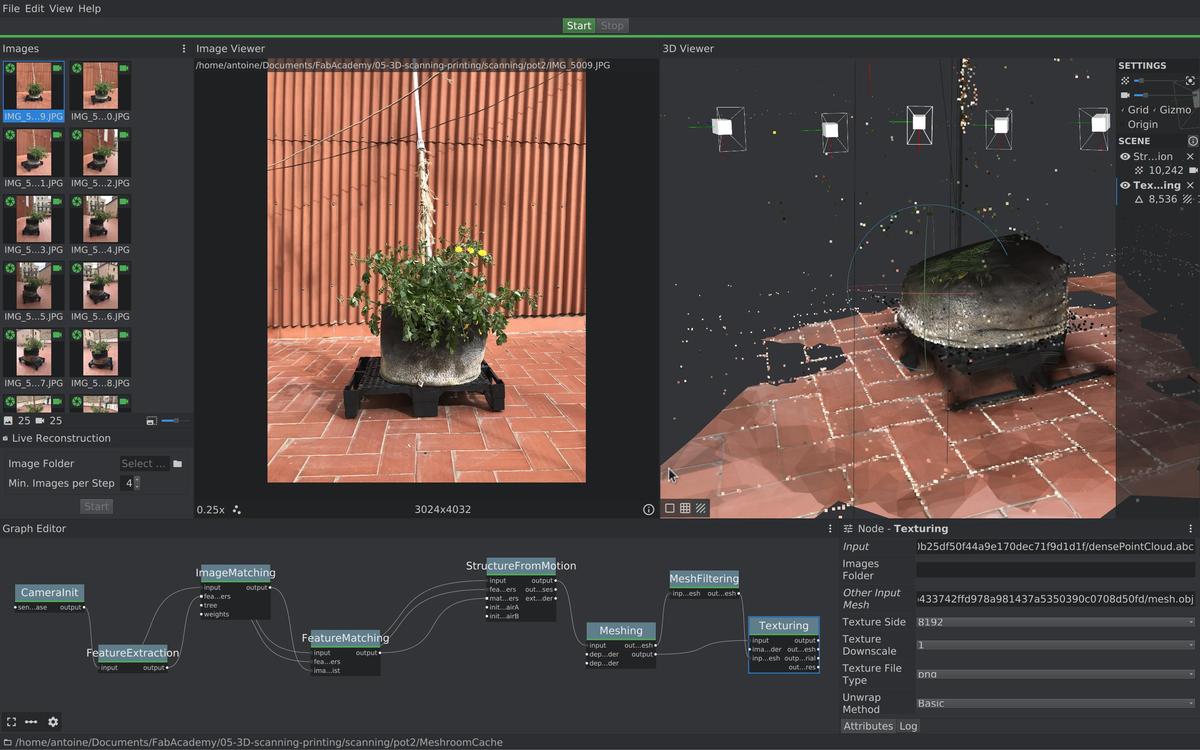 File Edit View Help
Start Stop
Images
IMG_5...9.JPG IMG_5...0.JPG
IMG_5...1.JPG IMG_5...2.JPG
IMG_5...3.JPG IMG_5...4.JPG
IMG_5...5.JPG IMG_5...6.JPG
IMG_5...7.JPG IMG_5...8.JPG
25 25
Live Reconstruction
Image Folder Select ...
Min. Images per Step 4
Start
Image Viewer
/home/antoine/Documents/FabAcademy/05-3D-scanning-printing/scanning/pot2/IMG_5009.JPG
0.25x 3024x4032
3D Viewer
SETTINGS
Grid Gizmo
Origin
SCENE
Str...ion
10,242
Tex...ing
8,536
Graph Editor
CameraInit
sen...ase output
FeatureExtraction
input output
ImageMatching
input output
fea...ers
tree
weights
FeatureMatching
input output
fea...ers
ima...ist
StructureFromMotion
input output
fea...ers out...ses
mat...ers ext...der
init...airA
init...airB
Meshing
input out...esh
dep...der output
dep...der
MeshFiltering
inp...esh out...esh
Texturing
input output
ima...der out...esh
inp...esh outp...rial
out...res
Node - Texturing
Input b25df50f44a9e170dec71f9d1d1f/densePointCloud.abc
Images
Folder
Other Input
Mesh 433742ffd978a981437a5350390c0708d50fd/mesh.obj
Texture Side 8192
Texture
Downscale 1
Texture File
Type png
Unwrap
Method Basic
Attributes Log
/home/antoine/Documents/FabAcademy/05-3D-scanning-printing/scanning/pot2/MeshroomCache